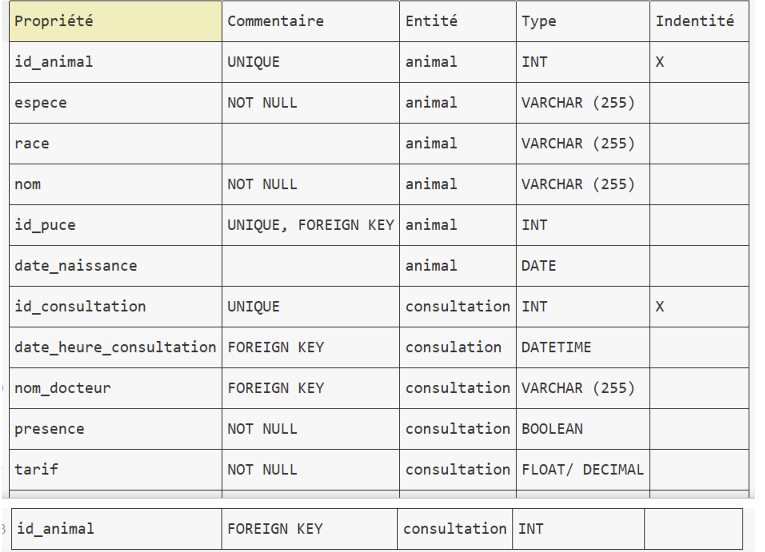 Propriété Commentaire Entité Type Indentité
id_animal UNIQUE animal INT X
espece NOT NULL animal VARCHAR (255)
race animal VARCHAR (255)
nom NOT NULL animal VARCHAR (255)
id_puce UNIQUE, FOREIGN KEY animal INT
date_naissance animal DATE
id_consultation UNIQUE consultation INT X
date_heure_consultation FOREIGN KEY consulation DATETIME
nom_docteur FOREIGN KEY consultation VARCHAR (255)
presence NOT NULL consultation BOOLEAN
tarif NOT NULL consultation FLOAT/ DECIMAL
id_animal FOREIGN KEY consultation INT